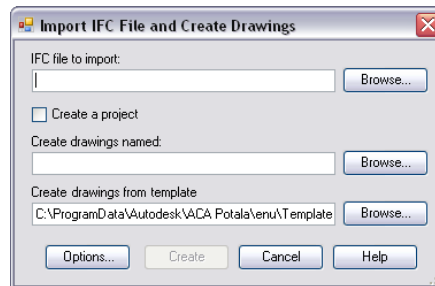 Import IFC File and Create Drawings
IFC file to import:
Browse...
Create a project
Create drawings named:
Browse...
Create drawings from template
C:\ProgramData\Autodesk\ACA Potala\enu\Template
Browse...
Options...
Create
Cancel
Help